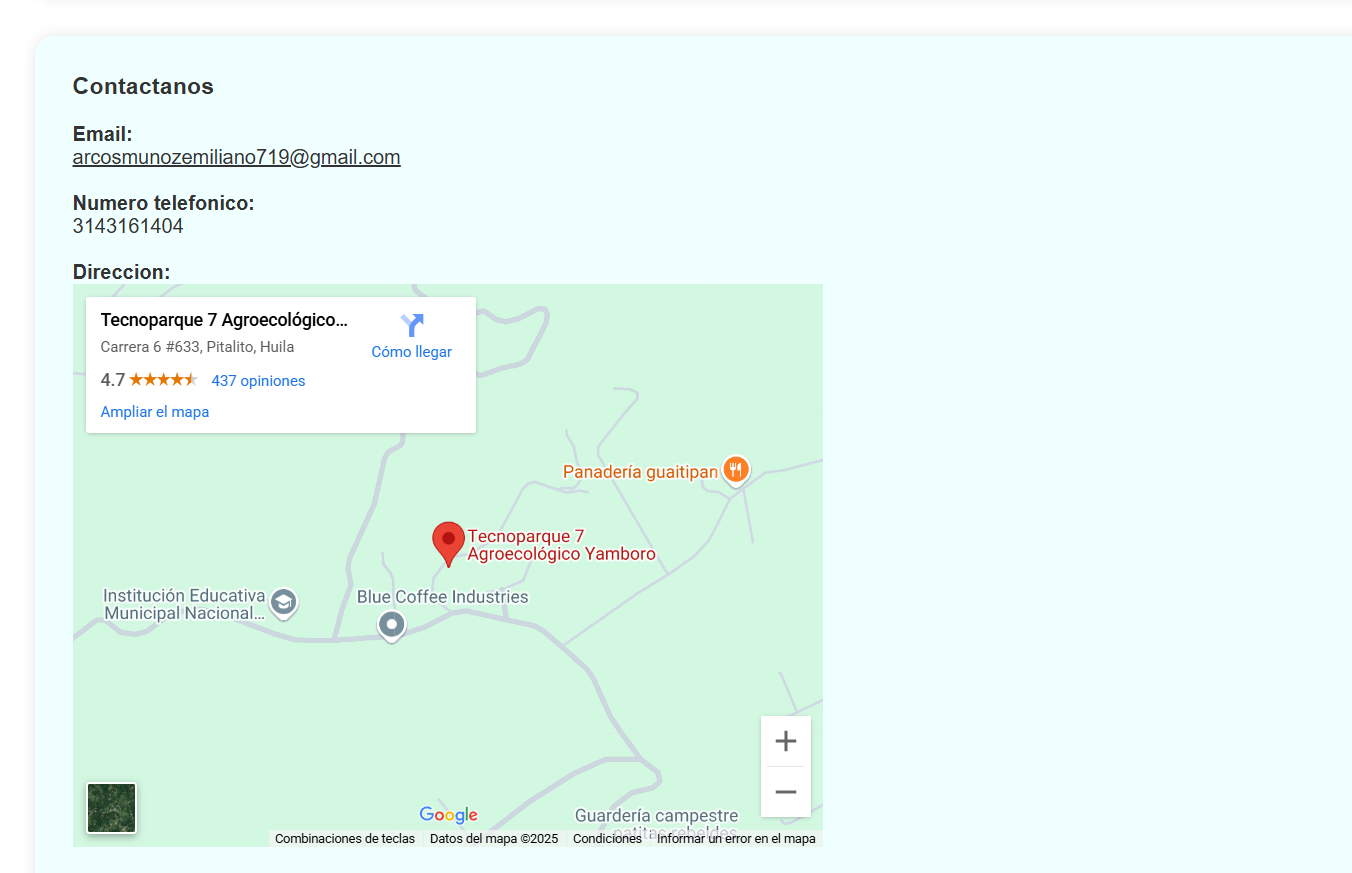 Contactanos
Email:
arcosmunozemiliano719@gmail.com
Numero telefonico:
3143161404
Direccion:
Tecnoparque 7 Agroecológico...
Cómo llegar
Carrera 6 #633, Pitalito, Huila
4.7
437 opiniones
Ampliar el mapa
Panadería guaitipan
Tecnoparque 7
Agroecológico Yamboro
Institución Educativa
Municipal Nacional...
Blue Coffee Industries
Google
Guardería campestre
patitas rebeldes
Combinaciones de teclas
Datos del mapa ©2025
Condiciones
Informar un error en el mapa